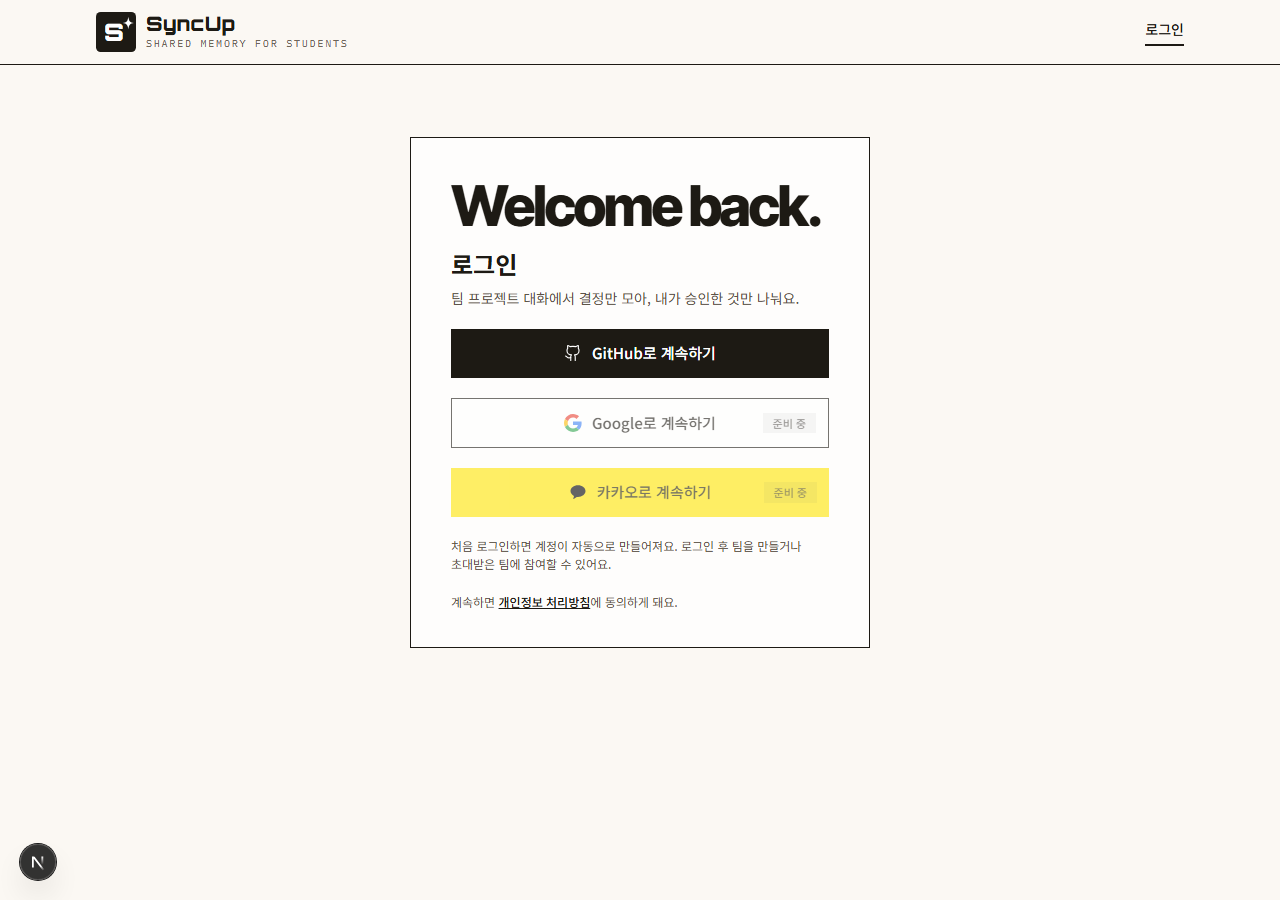 S
SyncUp
SHARED MEMORY FOR STUDENTS
로그인
Welcome back.
로그인
팀 프로젝트 대화에서 결정만 모아, 내가 승인한 것만 나눠요.
GitHub로 계속하기
Google로 계속하기
준비 중
카카오로 계속하기
준비 중
처음 로그인하면 계정이 자동으로 만들어져요. 로그인 후 팀을 만들거나
초대받은 팀에 참여할 수 있어요.
계속하면 개인정보 처리방침에 동의하게 돼요.
N